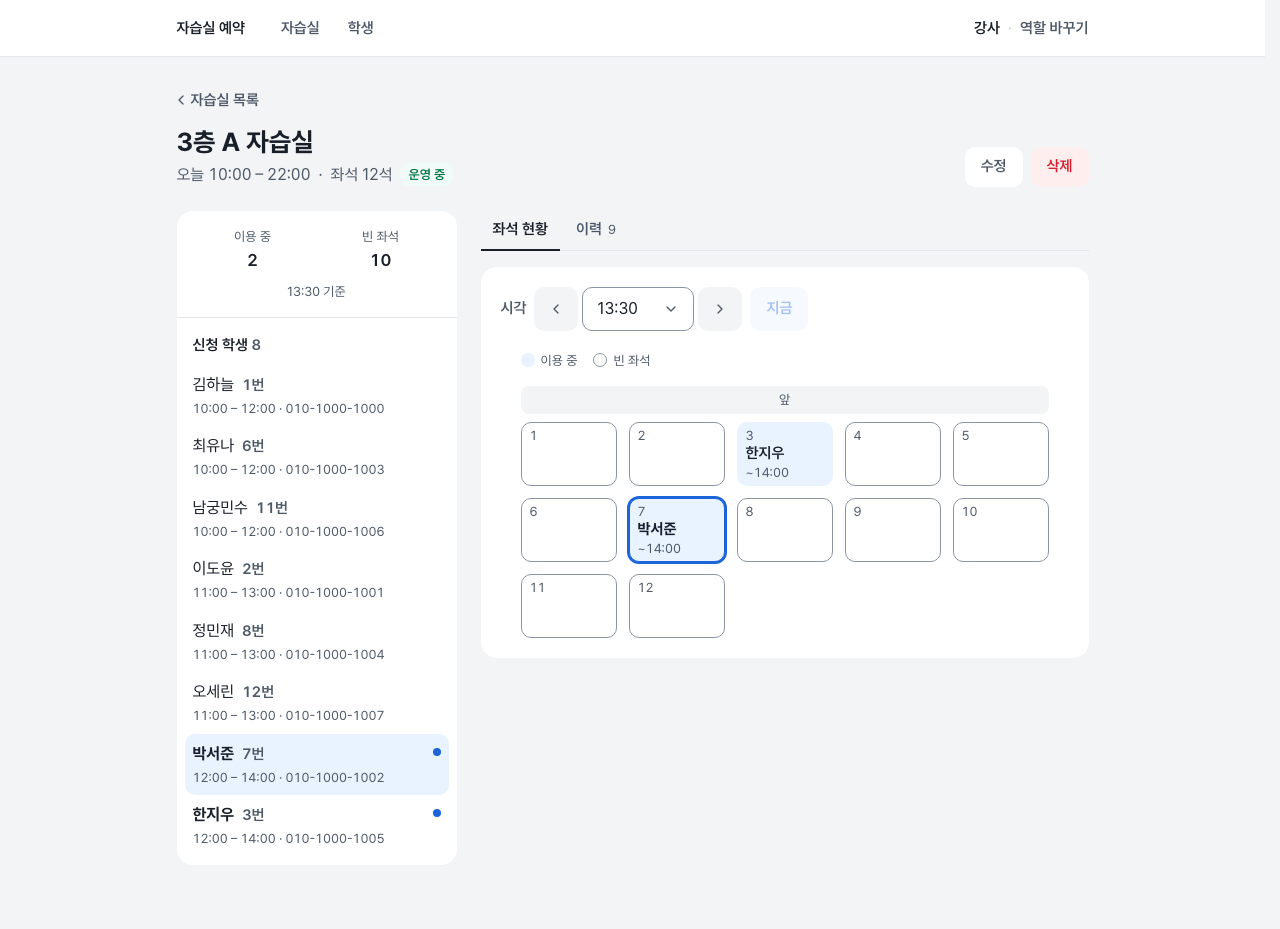 자습실 예약 자습실 학생 강사 · 역할 바꾸기
자습실 목록
3층 A 자습실
오늘 10:00 – 22:00 · 좌석 12석 운영 중
수정 삭제
이용 중 빈 좌석
2 10
13:30 기준
신청 학생 8
김하늘 1번
10:00 – 12:00 · 010-1000-1000
최유나 6번
10:00 – 12:00 · 010-1000-1003
남궁민수 11번
10:00 – 12:00 · 010-1000-1006
이도윤 2번
11:00 – 13:00 · 010-1000-1001
정민재 8번
11:00 – 13:00 · 010-1000-1004
오세린 12번
11:00 – 13:00 · 010-1000-1007
박서준 7번
12:00 – 14:00 · 010-1000-1002
한지우 3번
12:00 – 14:00 · 010-1000-1005
좌석 현황 이력 9
시각 13:30 지금
이용 중 빈 좌석
앞
1 2 3 4 5
한지우
~14:00
6 7 8 9 10
박서준
~14:00
11 12